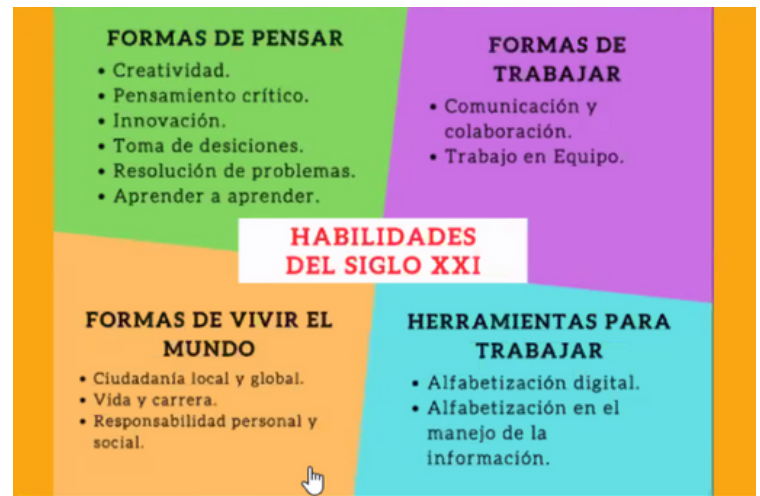 FORMAS DE PENSAR
• Creatividad.
• Pensamiento crítico.
• Innovación.
• Toma de desiciones.
• Resolución de problemas.
• Aprender a aprender.
FORMAS DE
TRABAJAR
• Comunicación y
colaboración.
• Trabajo en Equipo.
HABILIDADES
DEL SIGLO XXI
FORMAS DE VIVIR EL
MUNDO
• Ciudadanía local y global.
• Vida y carrera.
• Responsabilidad personal y
social.
HERRAMIENTAS PARA
TRABAJAR
• Alfabetización digital.
• Alfabetización en el
manejo de la
información.